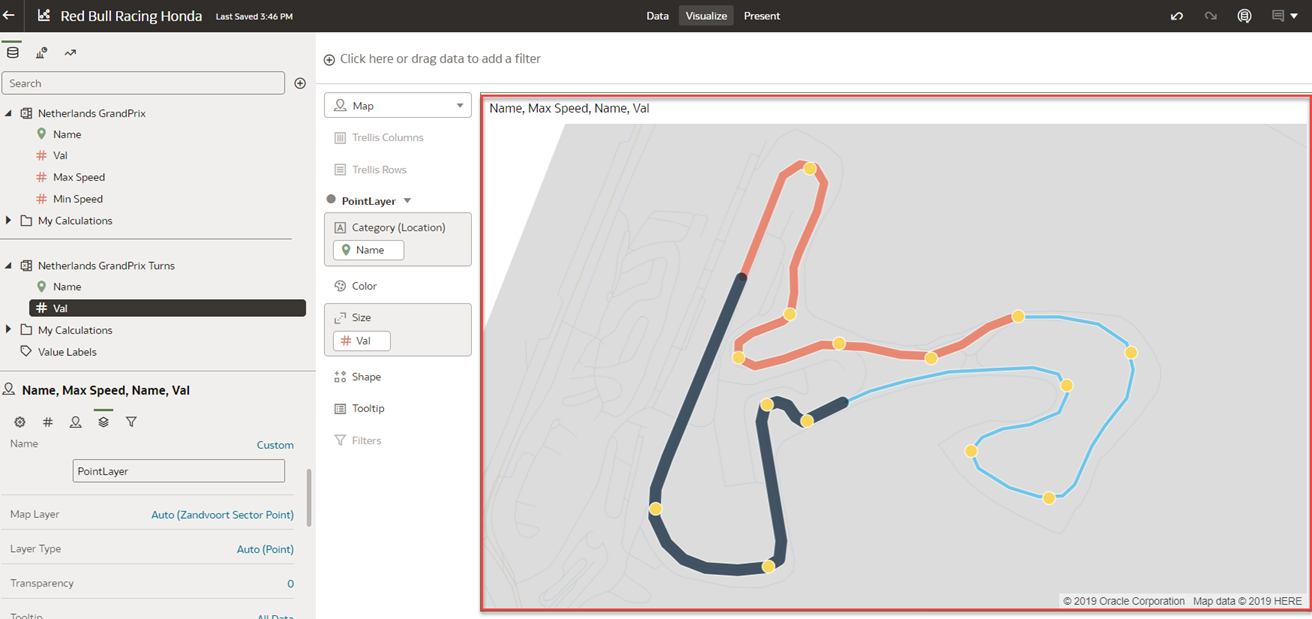 Red Bull Racing Honda Last Saved 3:46 PM Data Visualize Present
Search
Netherlands GrandPrix
Name
Val
Max Speed
Min Speed
My Calculations
Netherlands GrandPrix Turns
Name
Val
My Calculations
Value Labels
Name, Max Speed, Name, Val
Name Custom
PointLayer
Map Layer Auto (Zandvoort Sector Point)
Layer Type Auto (Point)
Transparency 0
Tooltip All Data
Click here or drag data to add a filter
Map
Trellis Columns
Trellis Rows
PointLayer
Category (Location)
Name
Color
Size
Val
Shape
Tooltip
Filters
Name, Max Speed, Name, Val
© 2019 Oracle Corporation Map data © 2019 HERE